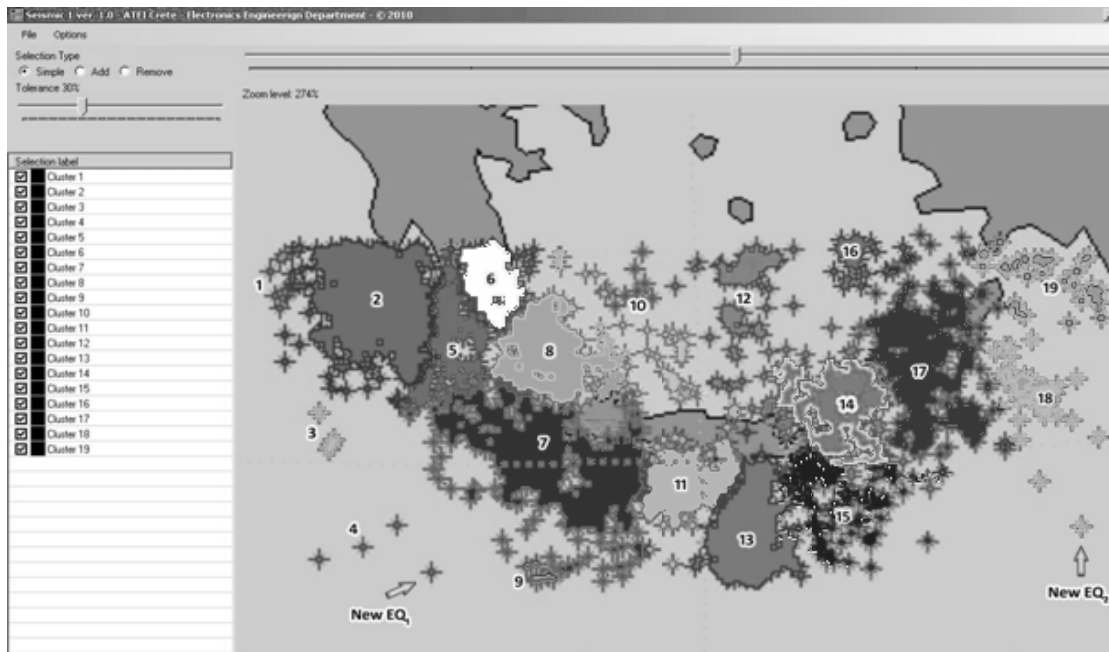 Seismic 1 ver. 1.0 - ATEI Crete - Electronics Engineerign Department - © 2010
File Options
Selection Type
Simple Add Remove
Tolerance 30%
Zoom level: 274%
Selection label
Cluster 1
Cluster 2
Cluster 3
Cluster 4
Cluster 5
Cluster 6
Cluster 7
Cluster 8
Cluster 9
Cluster 10
Cluster 11
Cluster 12
Cluster 13
Cluster 14
Cluster 15
Cluster 16
Cluster 17
Cluster 18
Cluster 19
16
6
1
2
10
12
19
5
8
17
14
18
3
7
11
15
4
13
9
New EQ1
New EQ2